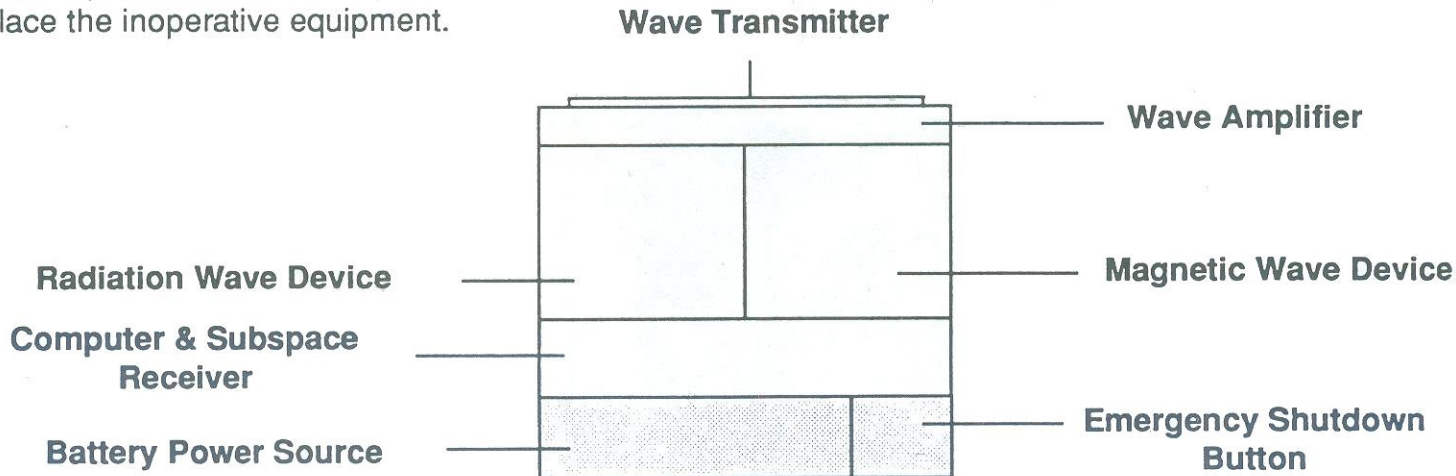 the inoperative equipment.
Wave Transmitter
Wave Amplifier
Radiation Wave Device
Magnetic Wave Device
Computer & Subspace
Receiver
Battery Power Source
Emergency Shutdown
Button